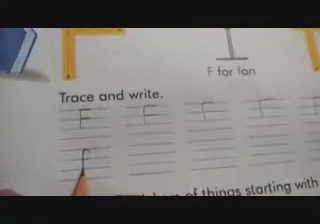 F for fan
Trace and write.
F F F F
of things starting with